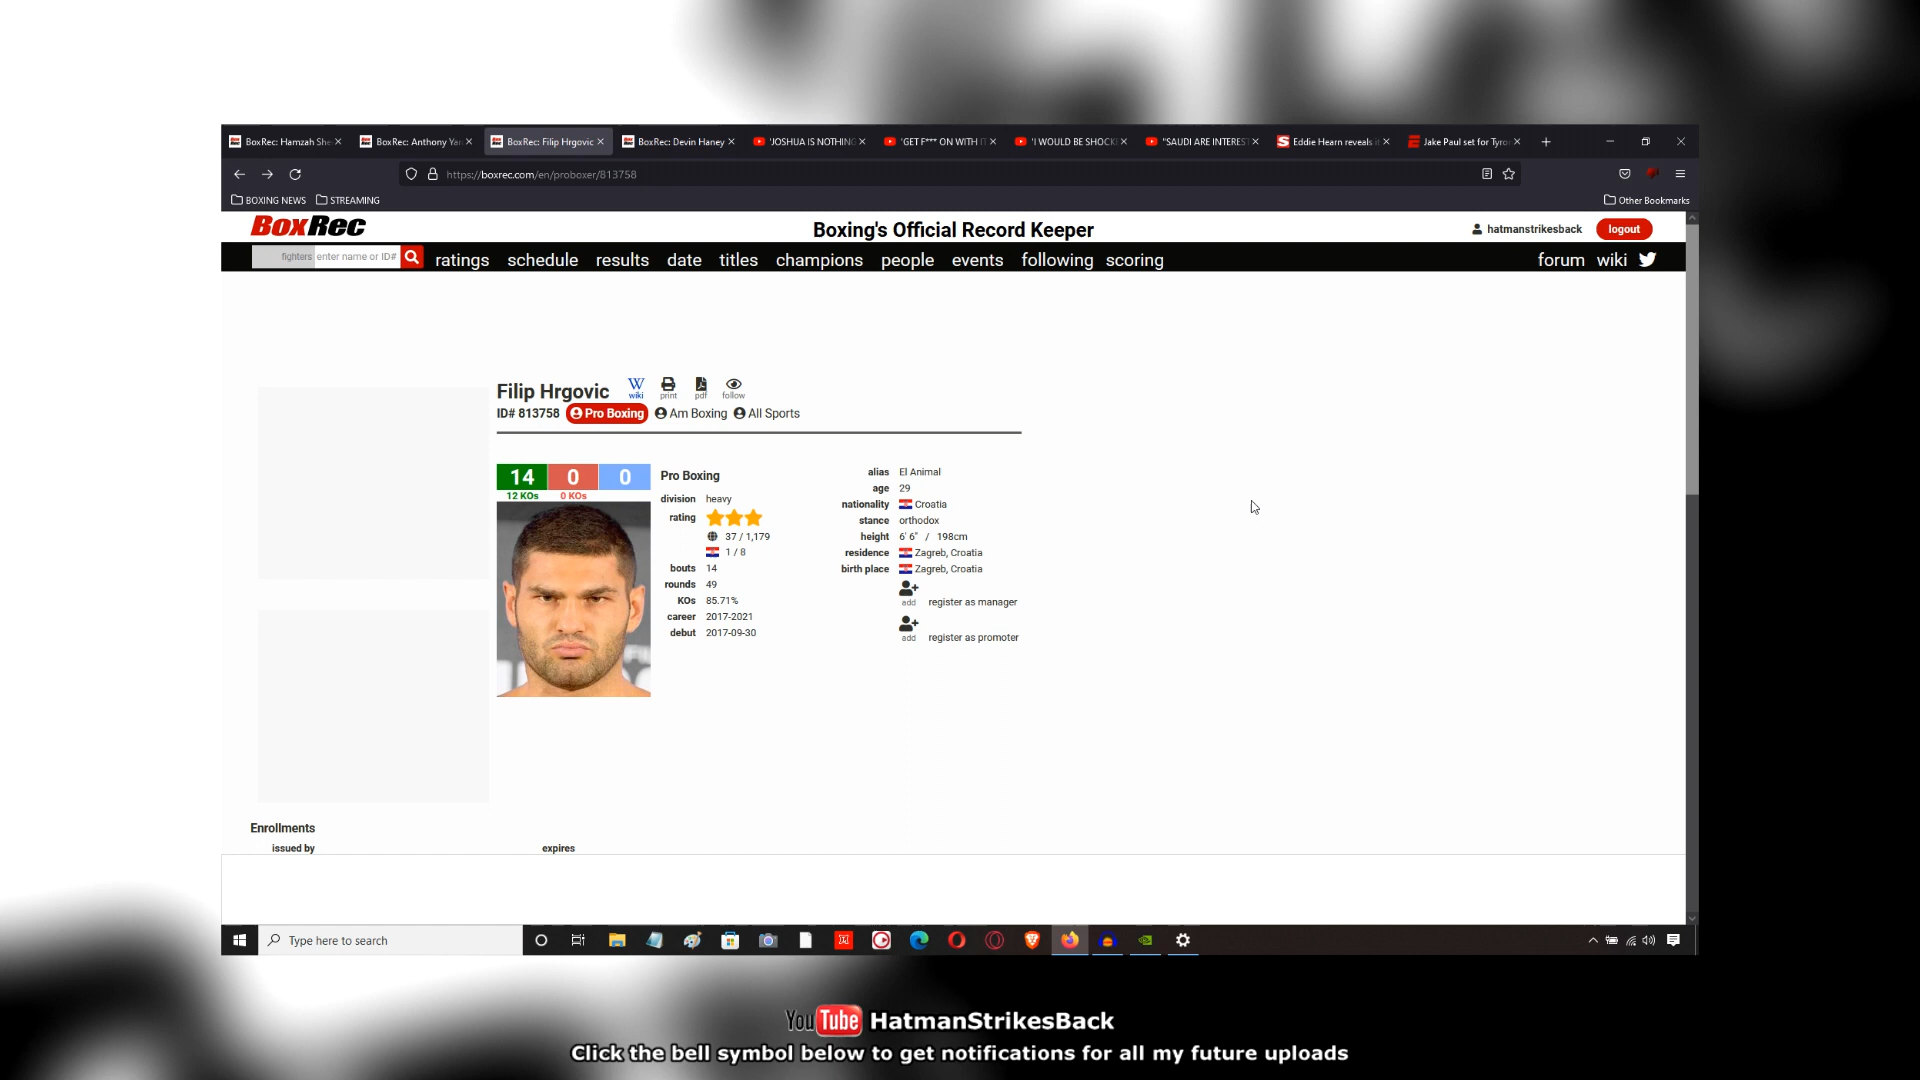 BoxRec: Hamzah She
BoxRec: Anthony Yar
BoxRec: Filip Hrgovic
BoxRec: Devin Haney
'JOSHUA IS NOTHING
'GET F*** ON WITH IT
'I WOULD BE SHOCK
"SAUDI ARE INTEREST
Eddie Hearn reveals it
Jake Paul set for Tyro
https://boxrec.com/en/proboxer/813758
BOXING NEWS
STREAMING
Other Bookmarks
BoxRec
Boxing's Official Record Keeper
hatmanstrikesback
logout
fighters enter name or ID#
ratings schedule results date titles champions people events following scoring
forum wiki
Filip Hrgovic
W
wiki print pdf follow
ID# 813758 Pro Boxing Am Boxing All Sports
14 0 0
12 KOs 0 KOs
Pro Boxing
division heavy
rating
37 / 1,179
1 / 8
bouts 14
rounds 49
KOs 85.71%
career 2017-2021
debut 2017-09-30
alias El Animal
age 29
nationality Croatia
stance orthodox
height 6' 6" / 198cm
residence Zagreb, Croatia
birth place Zagreb, Croatia
add register as manager
add register as promoter
Enrollments
issued by expires
Type here to search
YouTube HatmanStrikesBack
Click the bell symbol below to get notifications for all my future uploads